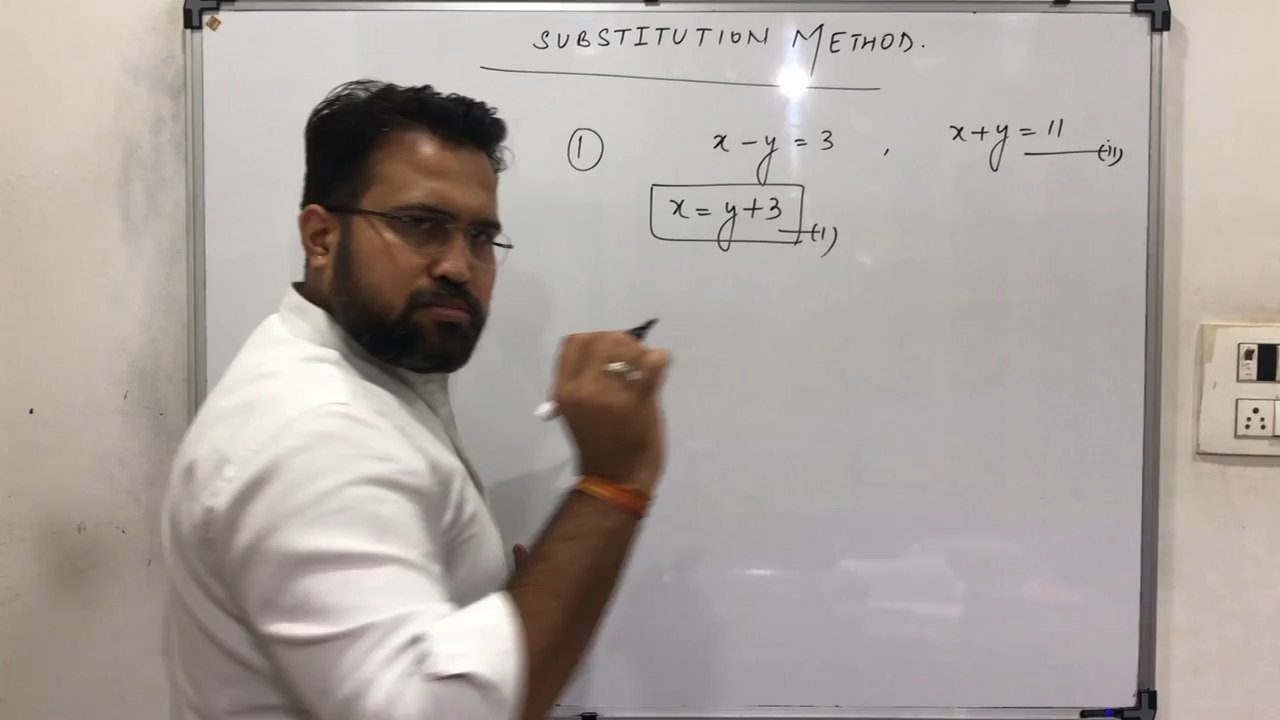 SUBSTITUTION METHOD.
① x - y = 3 , x + y = 11 (ii)
x = y + 3 (i)